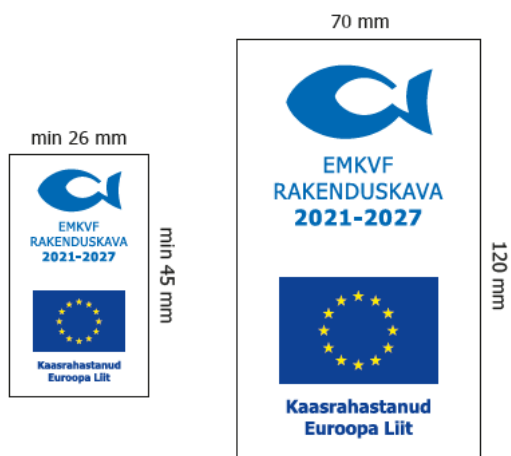 min 26 mm
EMKVF
RAKENDUSKAVA
2021-2027
Kaasrahastanud
Euroopa Liit
min 45 mm
70 mm
EMKVF
RAKENDUSKAVA
2021-2027
Kaasrahastanud
Euroopa Liit
120 mm